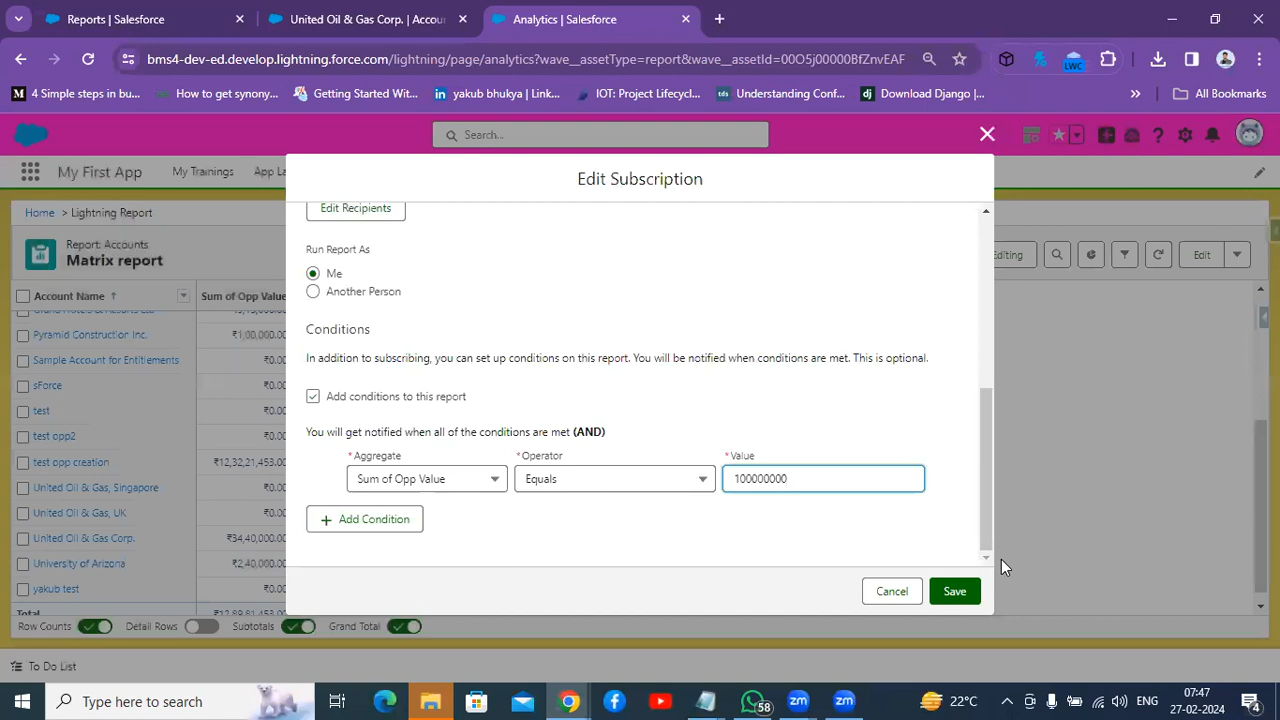 Reports | Salesforce
United Oil & Gas Corp. | Accou
Analytics | Salesforce
bms4-dev-ed.develop.lightning.force.com/lightning/page/analytics?wave__assetType=report&wave__assetId=00O5j00000BfZnvEAF
LWC
4 Simple steps in bu...
How to get synony...
Getting Started Wit...
yakub bhukya | Link...
IOT: Project Lifecycl...
Understanding Conf...
Download Django |...
All Bookmarks
Search...
My First App
My Trainings
App La
Home > Lightning Report
Report: Accounts
Matrix report
Editing
Edit
Account Name
Sum of Opp Value
Pyramid Construction Inc.
₹1,00,000.00
Sample Account for Entitlements
₹0.00
sForce
₹0.00
test
₹0.00
test opp2
₹0.00
test opp creation
₹12,32,21,453.00
United Oil & Gas, Singapore
₹0.00
United Oil & Gas, UK
₹0.00
United Oil & Gas Corp.
₹34,40,000.00
University of Arizona
₹2,40,000.00
yakub test
₹0.00
Total
Row Counts
Detail Rows
Subtotals
Grand Total
To Do List
Edit Subscription
Edit Recipients
Run Report As
Me
Another Person
Conditions
In addition to subscribing, you can set up conditions on this report. You will be notified when conditions are met. This is optional.
Add conditions to this report
You will get notified when all of the conditions are met (AND)
* Aggregate
* Operator
* Value
Sum of Opp Value
Equals
100000000
+ Add Condition
Cancel
Save
Type here to search
58
22°C
ENG
07:47
27-02-2024
4